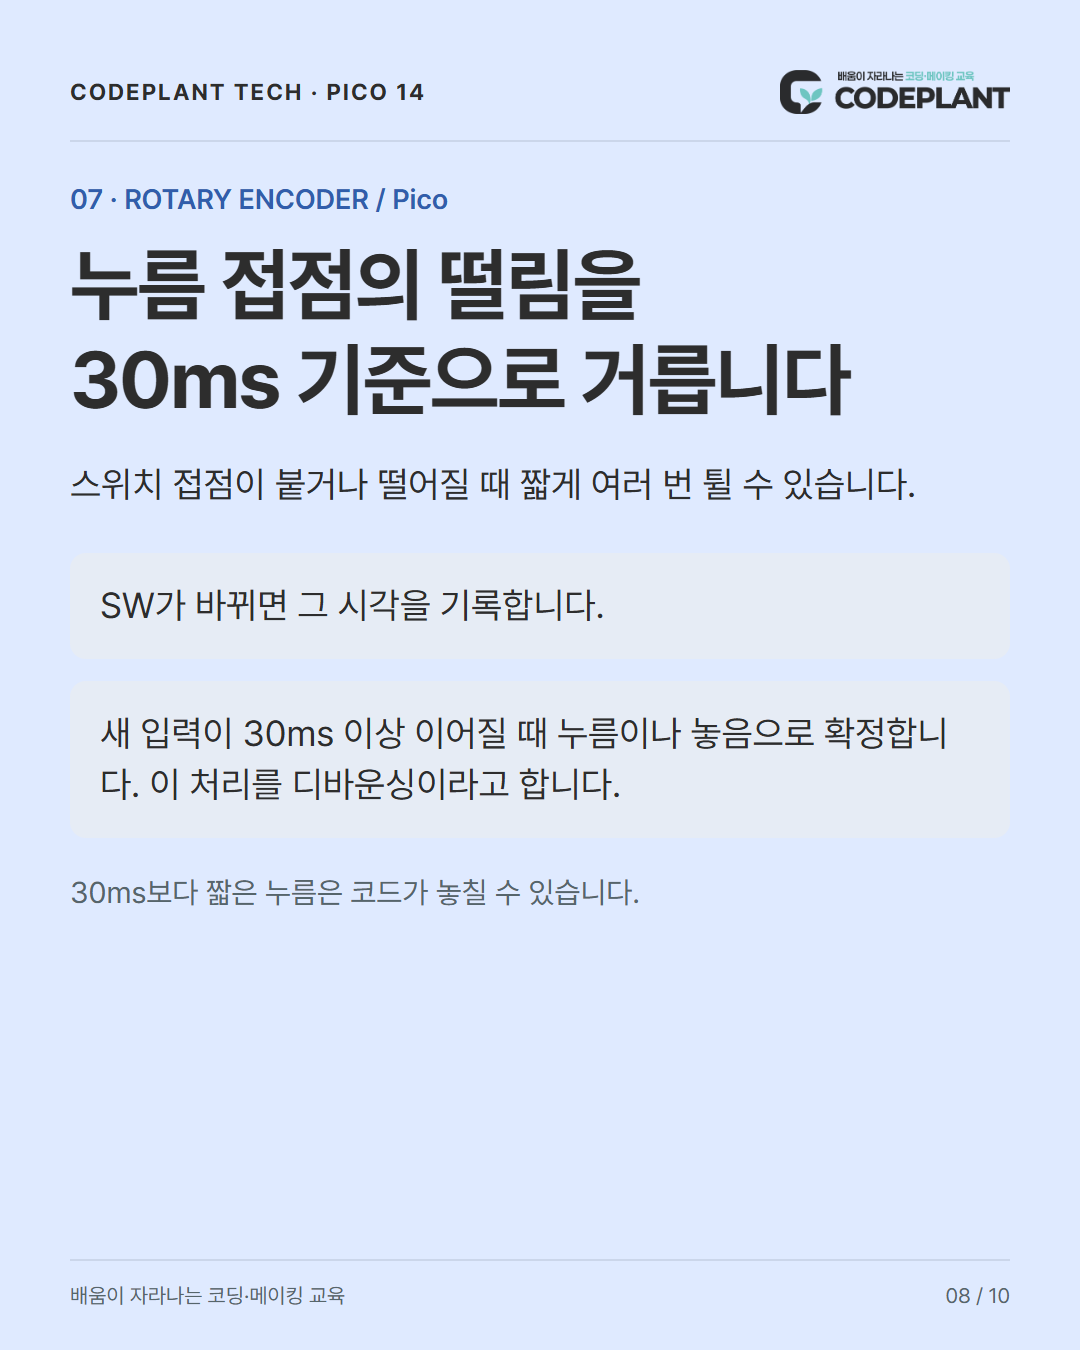 CODEPLANT TECH · PICO 14
배움이 자라나는 코딩·메이킹 교육
CODEPLANT
07 · ROTARY ENCODER / Pico
누름 접점의 떨림을
30ms 기준으로 거릅니다
스위치 접점이 붙거나 떨어질 때 짧게 여러 번 튈 수 있습니다.
SW가 바뀌면 그 시각을 기록합니다.
새 입력이 30ms 이상 이어질 때 누름이나 놓음으로 확정합니
다. 이 처리를 디바운싱이라고 합니다.
30ms보다 짧은 누름은 코드가 놓칠 수 있습니다.
배움이 자라나는 코딩·메이킹 교육
08 / 10